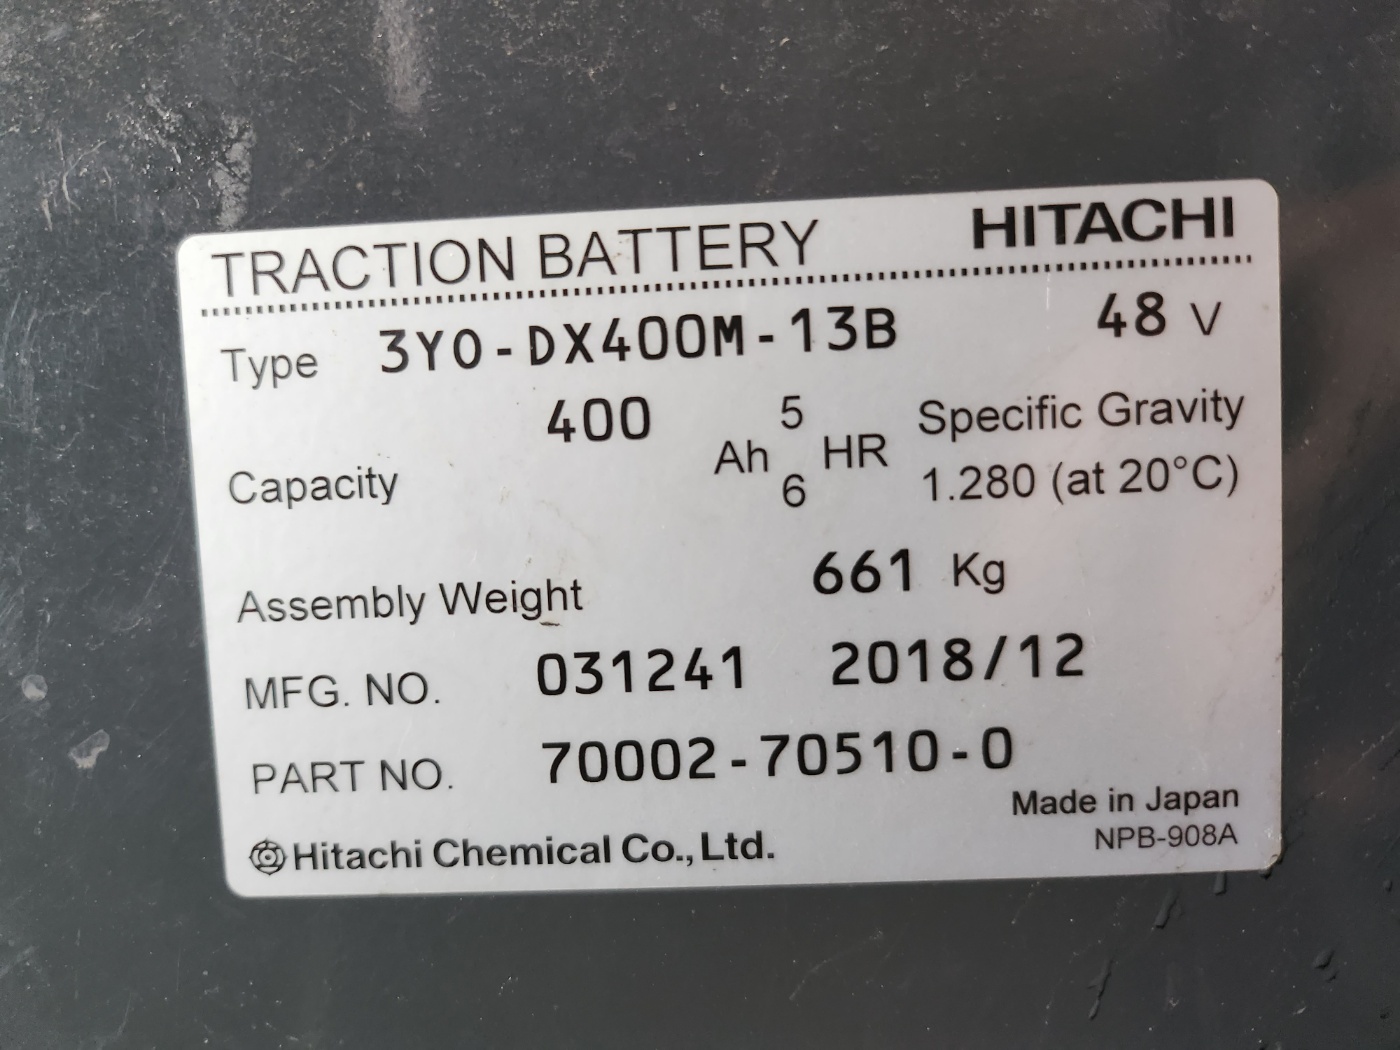 TRACTION BATTERY HITACHI
Type 3Y0-DX400M-13B 48 V
Capacity 400 Ah 5 6 HR Specific Gravity
1.280 (at 20°C)
Assembly Weight 661 Kg
MFG. NO. 031241 2018/12
PART NO. 70002-70510-0
Made in Japan
Hitachi Chemical Co., Ltd. NPB-908A